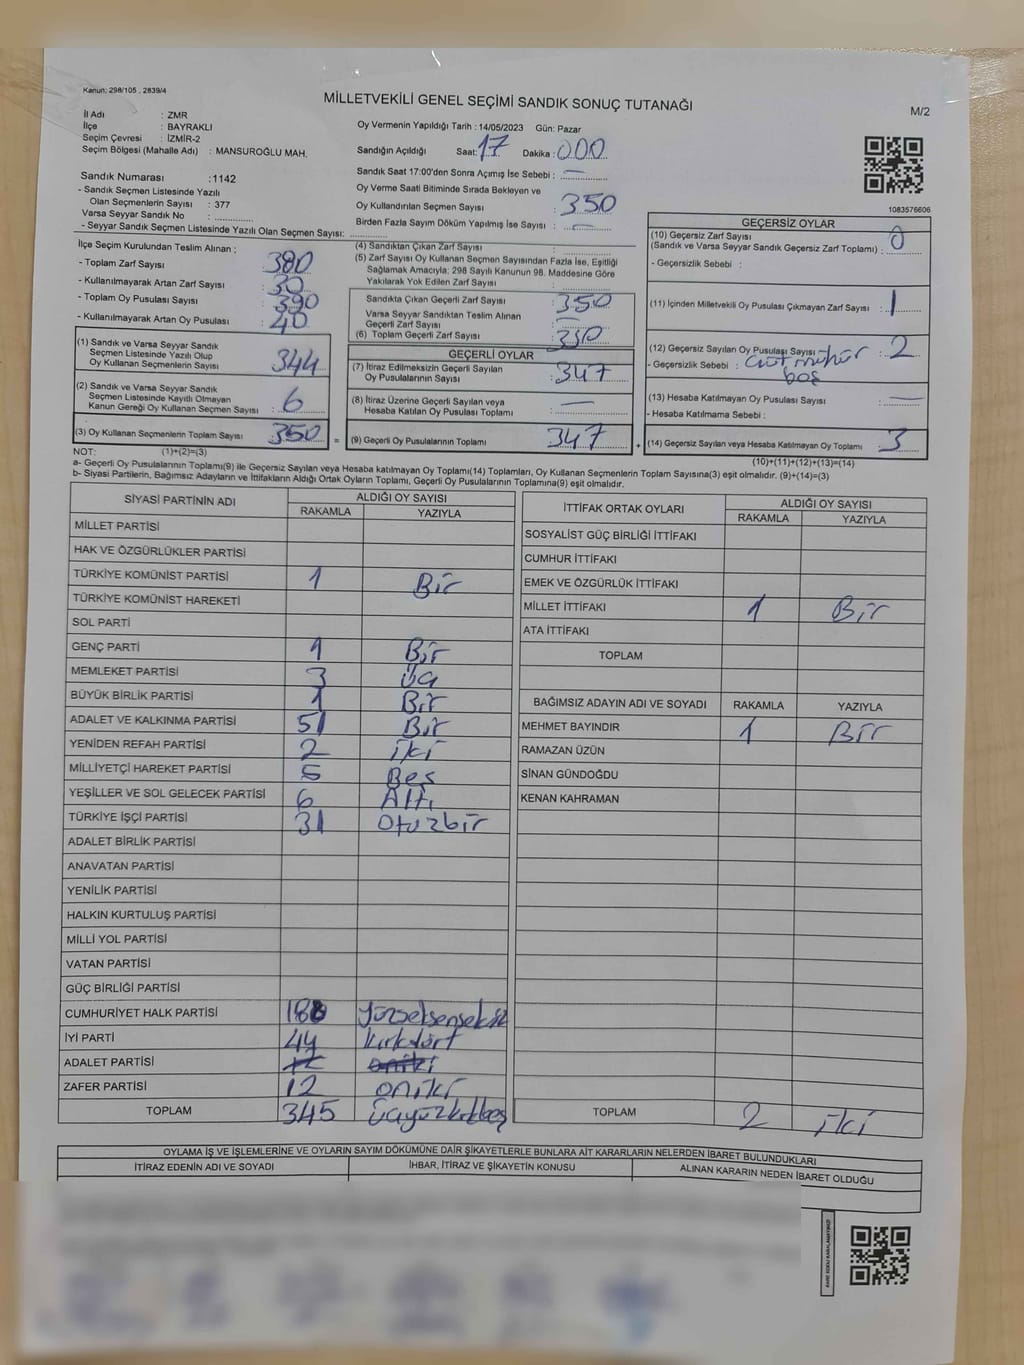 Kanun: 298/105 , 2839/4
MİLLETVEKİLİ GENEL SEÇİMİ SANDIK SONUÇ TUTANAĞI
M/2
İl Adı : ZMR
İlçe : BAYRAKLI
Seçim Çevresi : İZMİR-2
Seçim Bölgesi (Mahalle Adı) : MANSUROĞLU MAH.
Oy Vermenin Yapıldığı Tarih : 14/05/2023 Gün: Pazar
Sandığın Açıldığı Saat: 17 Dakika: 000
Sandık Saat 17:00'den Sonra Açımış İse Sebebi : —
Oy Verme Saati Bitiminde Sırada Bekleyen ve
Oy Kullandırılan Seçmen Sayısı : 350
Birden Fazla Sayım Döküm Yapılmış İse Sayısı : —
Sandık Numarası :1142
- Sandık Seçmen Listesinde Yazılı
Olan Seçmenlerin Sayısı : 377
Varsa Seyyar Sandık No :
- Seyyar Sandık Seçmen Listesinde Yazılı Olan Seçmen Sayısı:
1083576606
İlçe Seçim Kurulundan Teslim Alınan ;
- Toplam Zarf Sayısı : 380
- Kullanılmayarak Artan Zarf Sayısı : 30
- Toplam Oy Pusulası Sayısı : 390
- Kullanılmayarak Artan Oy Pusulası : 40
(1) Sandık ve Varsa Seyyar Sandık
Seçmen Listesinde Yazılı Olup
Oy Kullanan Seçmenlerin Sayısı : 344
(2) Sandık ve Varsa Seyyar Sandık
Seçmen Listesinde Kayıtlı Olmayan
Kanun Gereği Oy Kullanan Seçmen Sayısı : 6
(3) Oy Kullanan Seçmenlerin Toplam Sayısı : 350 =
(4) Sandıktan Çıkan Zarf Sayısı :
(5) Zarf Sayısı Oy Kullanan Seçmen Sayısından Fazla İse, Eşitliği
Sağlamak Amacıyla; 298 Sayılı Kanunun 98. Maddesine Göre
Yakılarak Yok Edilen Zarf Sayısı :
Sandıkta Çıkan Geçerli Zarf Sayısı : 350
Varsa Seyyar Sandıktan Teslim Alınan
Geçerli Zarf Sayısı : —
(6) Toplam Geçerli Zarf Sayısı : 350
GEÇERLİ OYLAR
(7) İtiraz Edilmeksizin Geçerli Sayılan
Oy Pusulalarının Sayısı : 347
(8) İtiraz Üzerine Geçerli Sayılan veya
Hesaba Katılan Oy Pusulası Toplamı : —
(9) Geçerli Oy Pusulalarının Toplamı : 347 +
GEÇERSİZ OYLAR
(10) Geçersiz Zarf Sayısı
(Sandık ve Varsa Seyyar Sandık Geçersiz Zarf Toplamı) : 0
- Geçersizlik Sebebi :
(11) İçinden Milletvekili Oy Pusulası Çıkmayan Zarf Sayısı : 1
(12) Geçersiz Sayılan Oy Pusulası Sayısı : 2
- Geçersizlik Sebebi : Çift mühür
boş
(13) Hesaba Katılmayan Oy Pusulası Sayısı : —
- Hesaba Katılmama Sebebi :
(14) Geçersiz Sayılan veya Hesaba Katılmayan Oy Toplamı : 3
NOT: (1)+(2)=(3)
(10)+(11)+(12)+(13)=(14)
a- Geçerli Oy Pusulalarının Toplamı(9) ile Geçersiz Sayılan veya Hesaba katılmayan Oy Toplamı(14) Toplamları, Oy Kullanan Seçmenlerin Toplam Sayısına(3) eşit olmalıdır. (9)+(14)=(3)
b- Siyasi Partilerin, Bağımsız Adayların ve İttifakların Aldığı Ortak Oyların Toplamı, Geçerli Oy Pusulalarının Toplamına(9) eşit olmalıdır.
SİYASİ PARTİNİN ADI ALDIĞI OY SAYISI
RAKAMLA YAZIYLA
MİLLET PARTİSİ
HAK VE ÖZGÜRLÜKLER PARTİSİ
TÜRKİYE KOMÜNİST PARTİSİ 1 Bir
TÜRKİYE KOMÜNİST HAREKETİ
SOL PARTİ
GENÇ PARTİ 1 Bir
MEMLEKET PARTİSİ 3 Üç
BÜYÜK BİRLİK PARTİSİ 1 Bir
ADALET VE KALKINMA PARTİSİ 51 Bir
YENİDEN REFAH PARTİSİ 2 iki
MİLLİYETÇİ HAREKET PARTİSİ 5 Beş
YEŞİLLER VE SOL GELECEK PARTİSİ 6 Altı
TÜRKİYE İŞÇİ PARTİSİ 31 Otuzbir
ADALET BİRLİK PARTİSİ
ANAVATAN PARTİSİ
YENİLİK PARTİSİ
HALKIN KURTULUŞ PARTİSİ
MİLLİ YOL PARTİSİ
VATAN PARTİSİ
GÜÇ BİRLİĞİ PARTİSİ
CUMHURİYET HALK PARTİSİ 188 Yüzseksensekiz
İYİ PARTİ 44 kırkdört
ADALET PARTİSİ 12 oniki
ZAFER PARTİSİ 12 oniki
TOPLAM 345 Üçyüzkırkbeş
İTTİFAK ORTAK OYLARI ALDIĞI OY SAYISI
RAKAMLA YAZIYLA
SOSYALİST GÜÇ BİRLİĞİ İTTİFAKI
CUMHUR İTTİFAKI
EMEK VE ÖZGÜRLÜK İTTİFAKI
MİLLET İTTİFAKI 1 Bir
ATA İTTİFAKI
TOPLAM
BAĞIMSIZ ADAYIN ADI VE SOYADI RAKAMLA YAZIYLA
MEHMET BAYINDIR 1 Bir
RAMAZAN ÜZÜN
SİNAN GÜNDOĞDU
KENAN KAHRAMAN
TOPLAM 2 iki
OYLAMA İŞ VE İŞLEMLERİNE VE OYLARIN SAYIM DÖKÜMÜNE DAİR ŞİKAYETLERLE BUNLARA AİT KARARLARIN NELERDEN İBARET BULUNDUKLARI
İTİRAZ EDENİN ADI VE SOYADI
İHBAR, İTİRAZ VE ŞİKAYETİN KONUSU
ALINAN KARARIN NEDEN İBARET OLDUĞU
KARE KODU KARALAMAYINIZ!